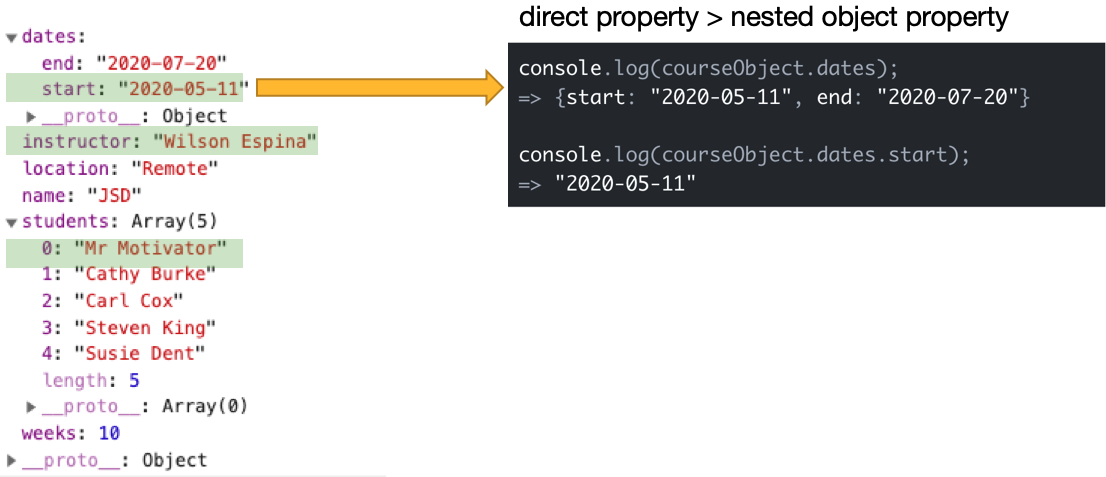 direct property > nested object property
▼dates:
end: "2020-07-20"
start: "2020-05-11"
▶__proto__: Object
instructor: "Wilson Espina"
location: "Remote"
name: "JSD"
▼students: Array(5)
0: "Mr Motivator"
1: "Cathy Burke"
2: "Carl Cox"
3: "Steven King"
4: "Susie Dent"
length: 5
▶__proto__: Array(0)
weeks: 10
▶__proto__: Object
console.log(courseObject.dates);
=> {start: "2020-05-11", end: "2020-07-20"}
console.log(courseObject.dates.start);
=> "2020-05-11"